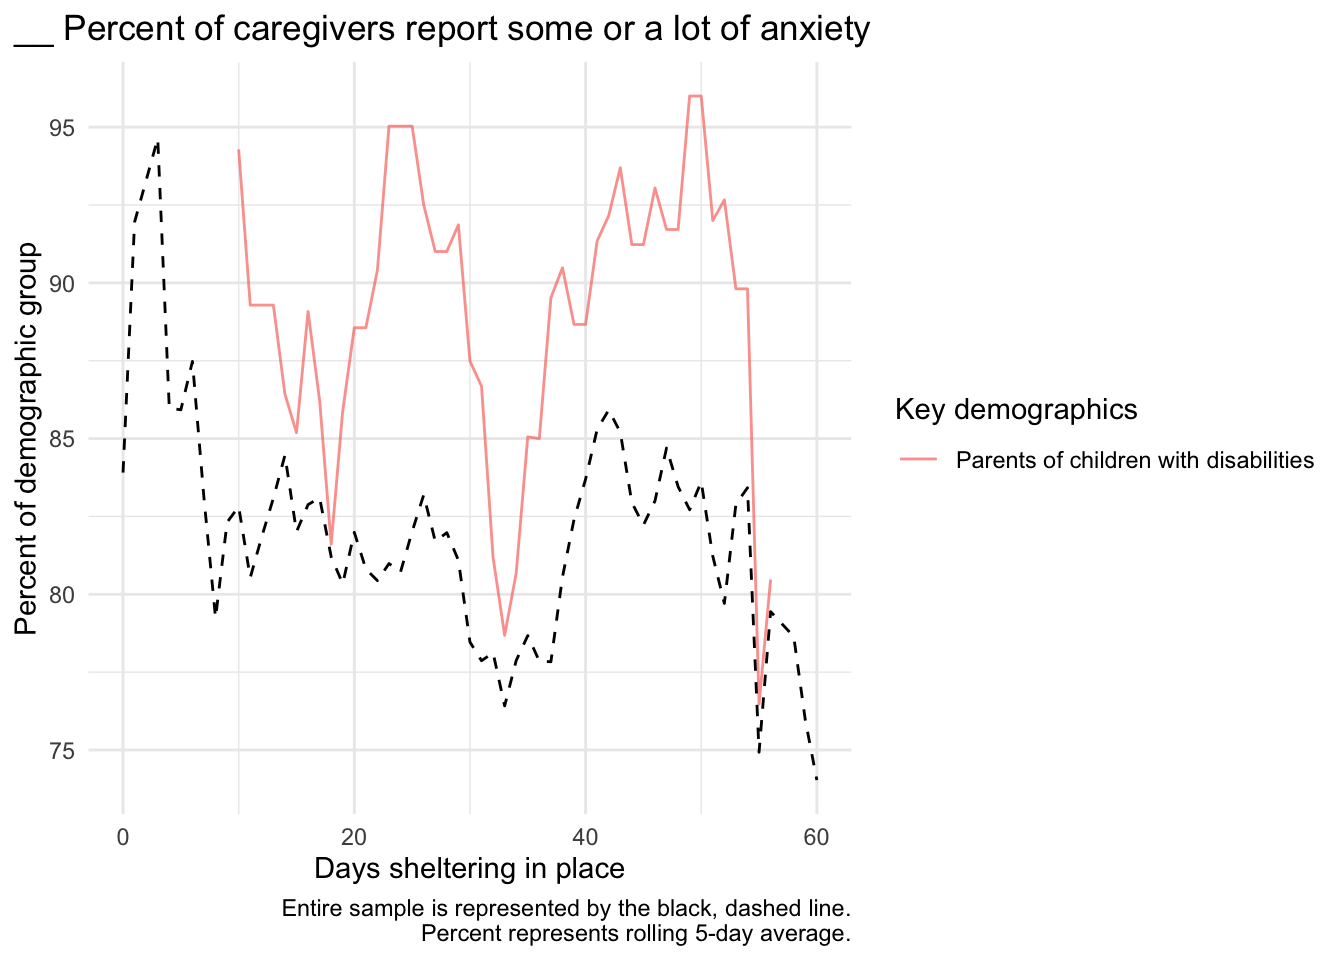 __ Percent of caregivers report some or a lot of anxiety
Percent of demographic group
95
90
85
80
75
0
20
40
60
Days sheltering in place
Key demographics
Parents of children with disabilities
Entire sample is represented by the black, dashed line.
Percent represents rolling 5-day average.